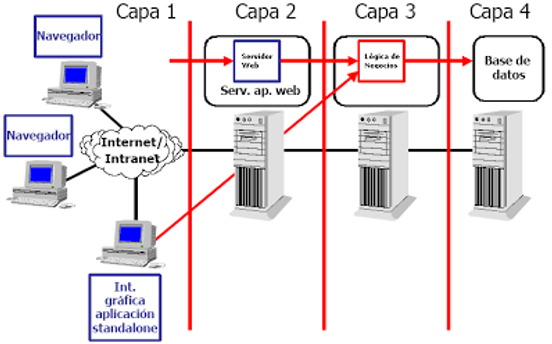 Capa 1
Capa 2
Capa 3
Capa 4
Navegador
Servidor
Web
Serv. ap. web
Lógica de
Negocios
Base de
datos
Navegador
Internet/
Intranet
Int.
gráfica
aplicación
standalone